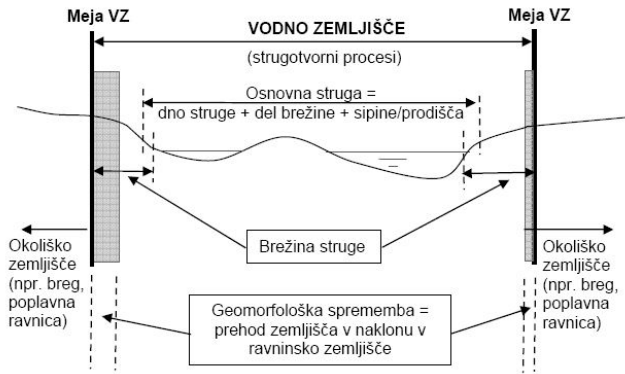 Meja VZ
VODNO ZEMLJIŠČE
Meja VZ
(strugotvorni procesi)
Osnovna struga =
dno struge + del brežine + sipine/prodišča
Okoliško
zemljišče
(npr. breg,
poplavna
ravnica)
Brežina struge
Okoliško
zemljišče
(npr. breg,
poplavna
ravnica)
Geomorfološka sprememba =
prehod zemljišča v naklonu v
ravninsko zemljišče